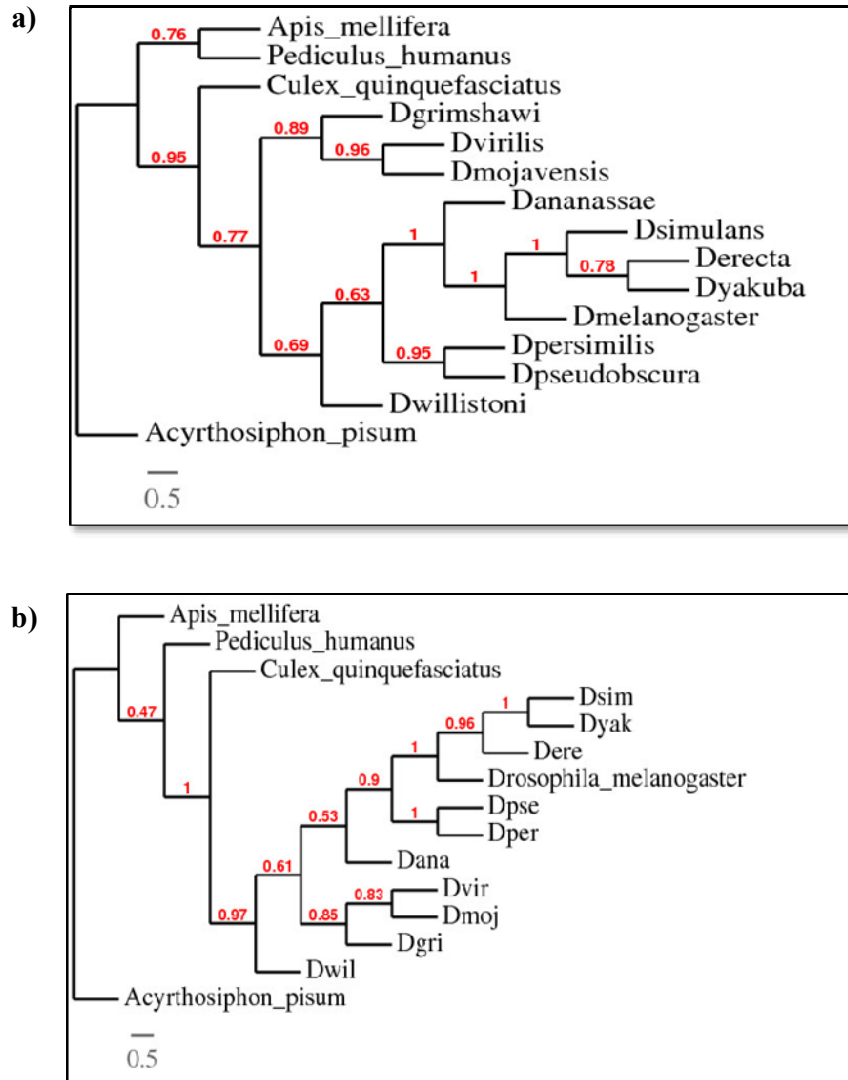 a)
Apis_mellifera
0.76
Pediculus_humanus
Culex_quinquefasciatus
0.95
Dgrimshawi
0.89
Dvirilis
0.96
Dmojavensis
0.77
Dananassae
1
Dsimulans
1
Derecta
0.78
Dyakuba
1
Dmelanogaster
0.63
Dpersimilis
0.95
Dpseudobscura
0.69
Dwillistoni
Acyrthosiphon_pisum
0.5
b)
Apis_mellifera
Pediculus_humanus
0.47
Culex_quinquefasciatus
1
Dsim
1
Dyak
0.96
Dere
1
Drosophila_melanogaster
0.9
Dpse
1
Dper
0.53
Dana
0.61
Dvir
0.83
Dmoj
0.85
Dgri
0.97
Dwil
Acyrthosiphon_pisum
0.5